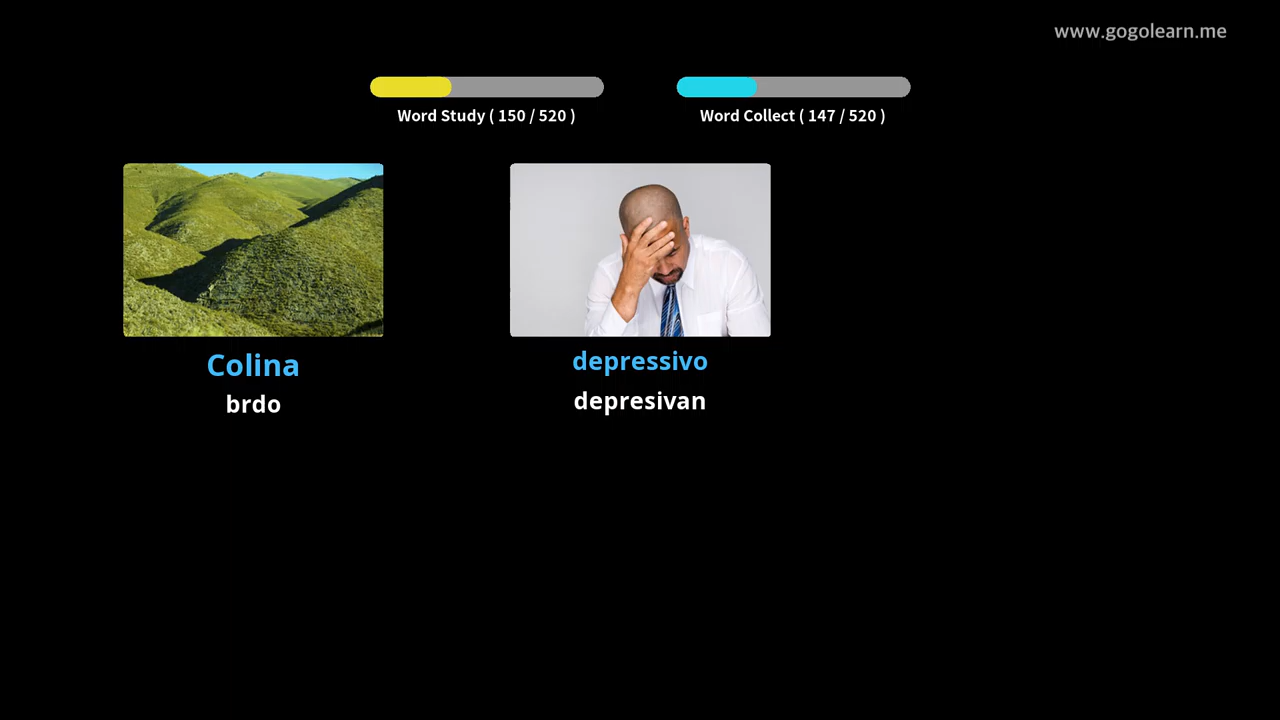 www.gogolearn.me
Word Study ( 150 / 520 )
Word Collect ( 147 / 520 )
Colina
brdo
depressivo
depresivan